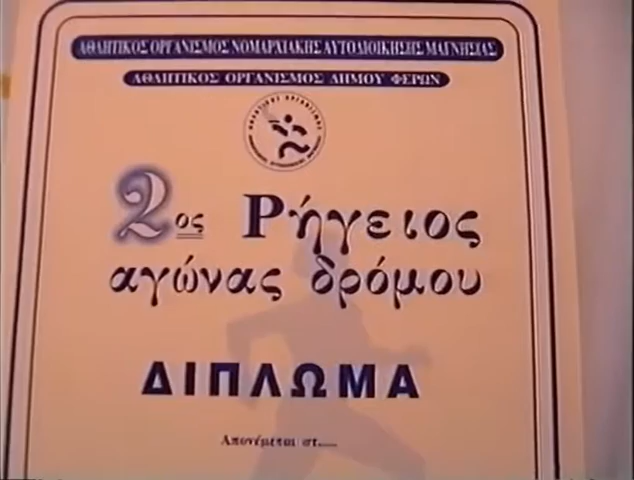 ΑΘΛΗΤΙΚΟΣ ΟΡΓΑΝΙΣΜΟΣ ΝΟΜΑΡΧΙΑΚΗΣ ΑΥΤΟΔΙΟΙΚΗΣΗΣ ΜΑΓΝΗΣΙΑΣ
ΑΘΛΗΤΙΚΟΣ ΟΡΓΑΝΙΣΜΟΣ ΔΗΜΟΥ ΦΕΡΩΝ
2ος Ρήγειος
αγώνας δρόμου
ΔΙΠΛΩΜΑ
Απονέμεται στ.....